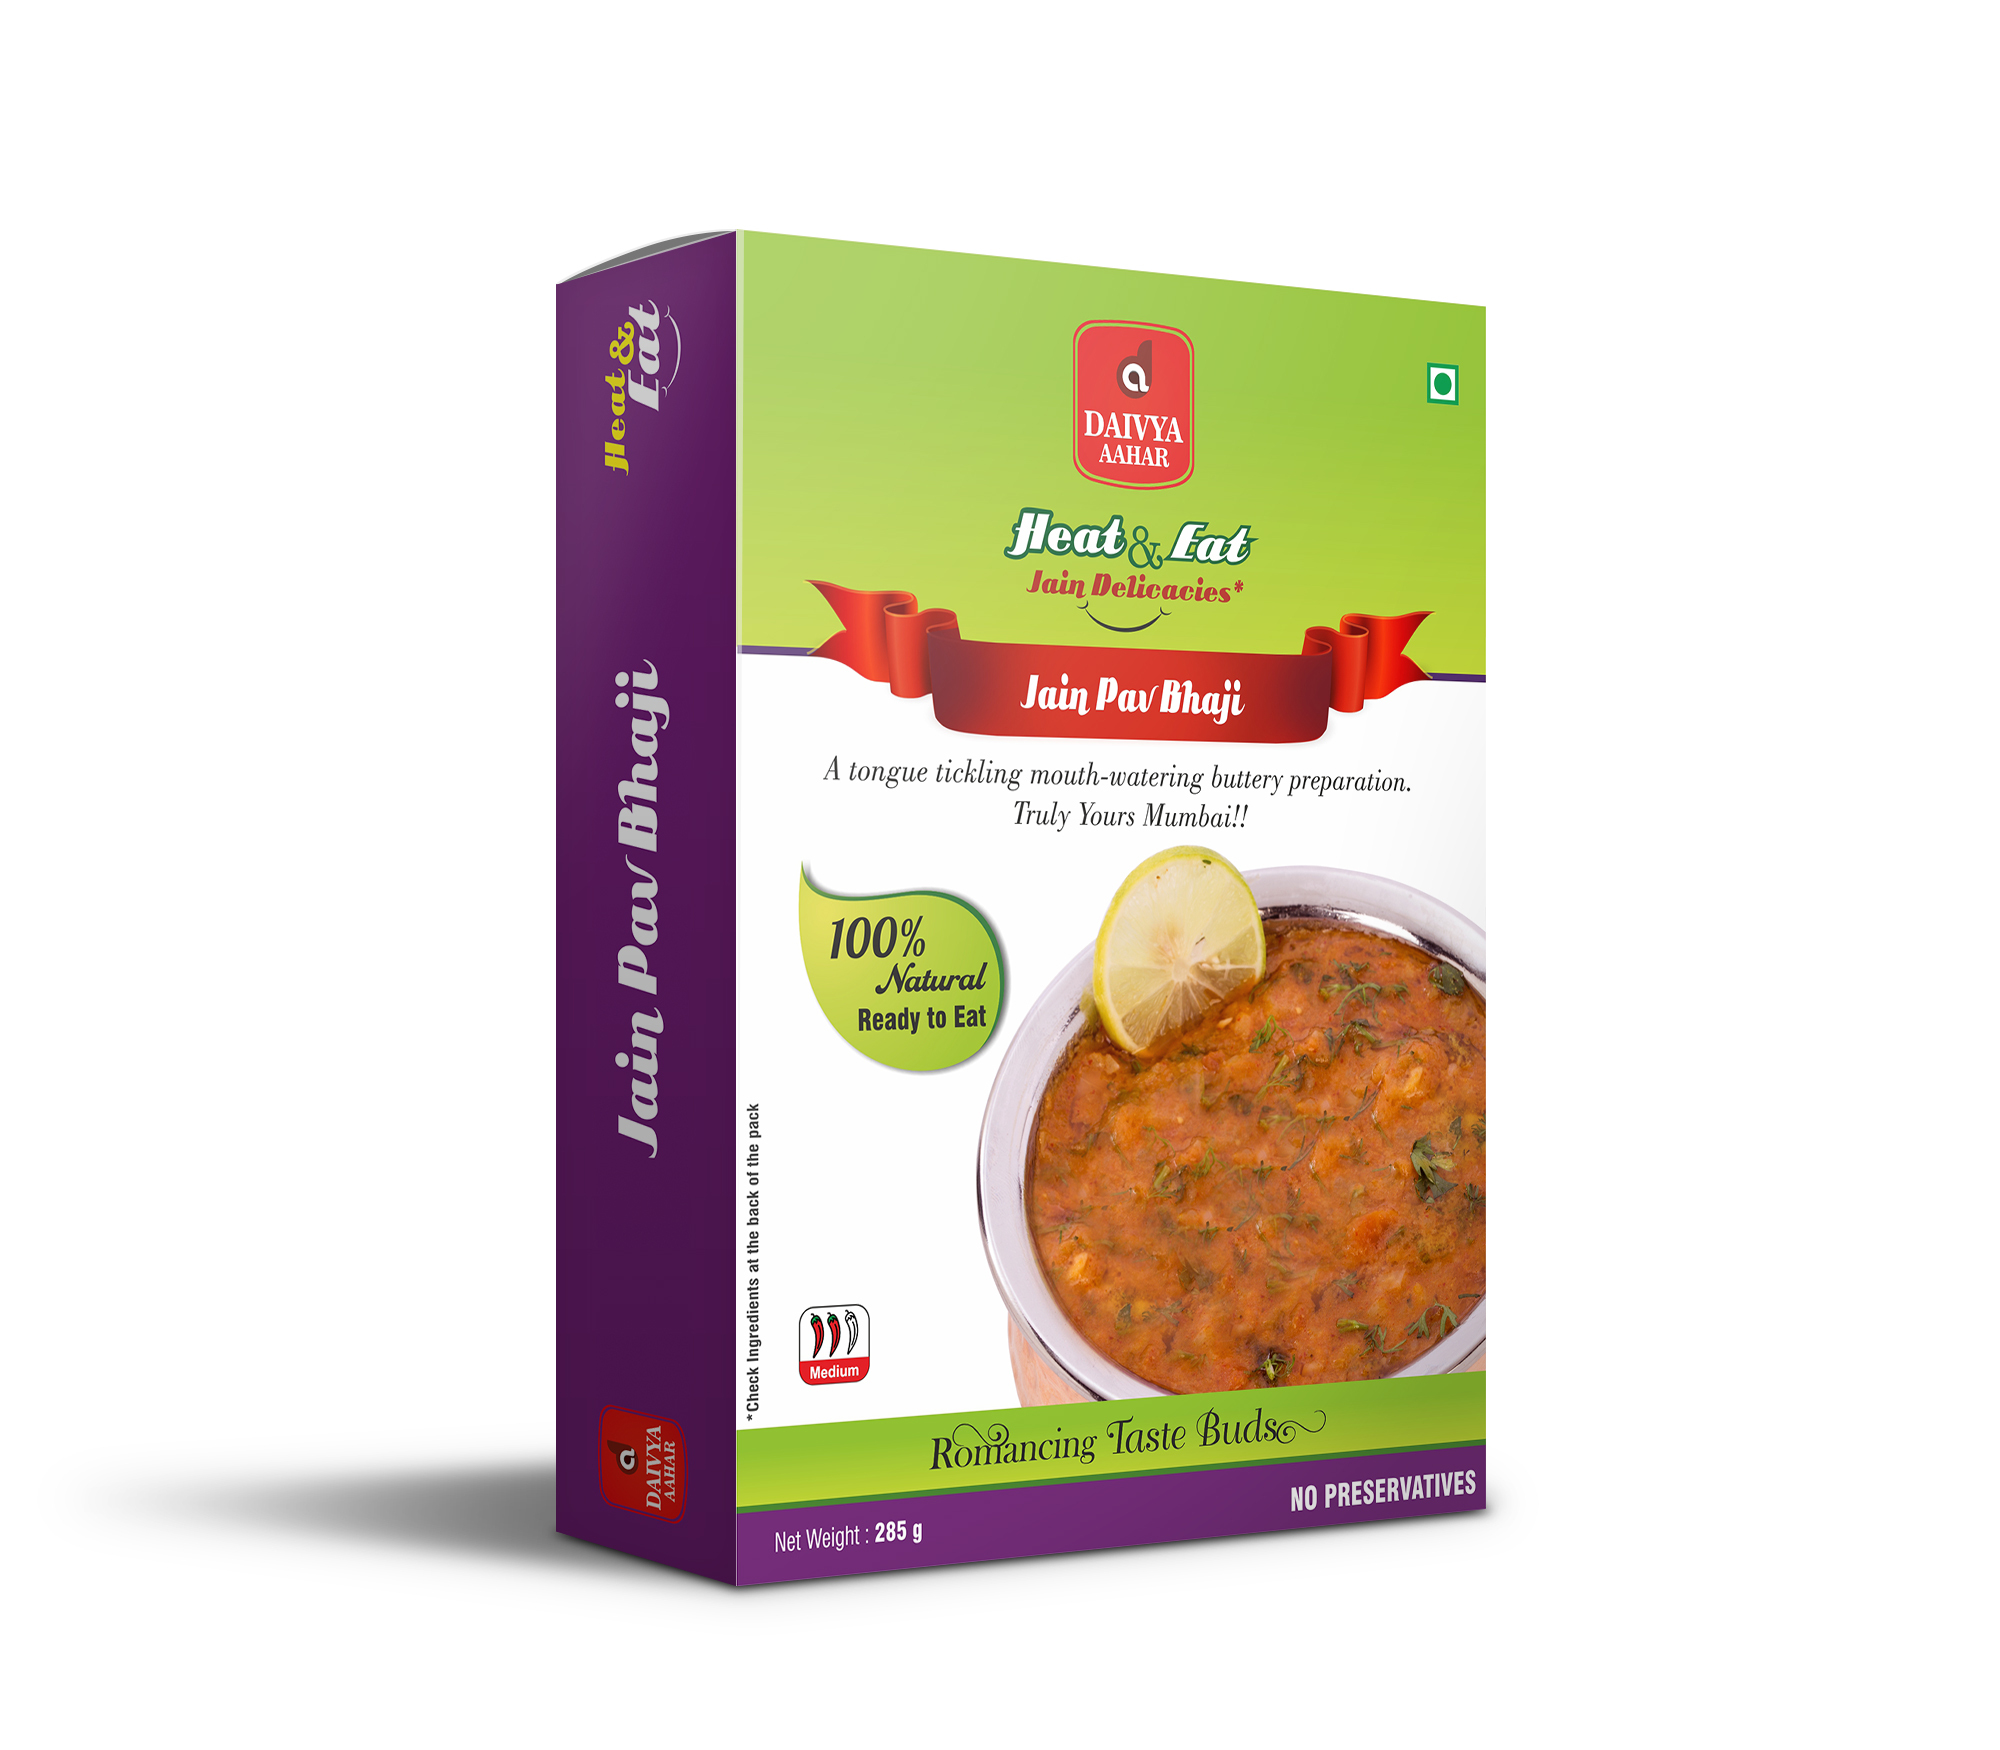 Heat &
Eat
Jain Pav Bhaji
DAIVYA
AAHAR
d
a
DAIVYA
AAHAR
Heat & Eat
Jain Delicacies*
Jain Pav Bhaji
A tongue tickling mouth-watering buttery preparation.
Truly Yours Mumbai!!
100%
Natural
Ready to Eat
*Check Ingredients at the back of the pack
Medium
Romancing Taste Buds
NO PRESERVATIVES
Net Weight : 285 g